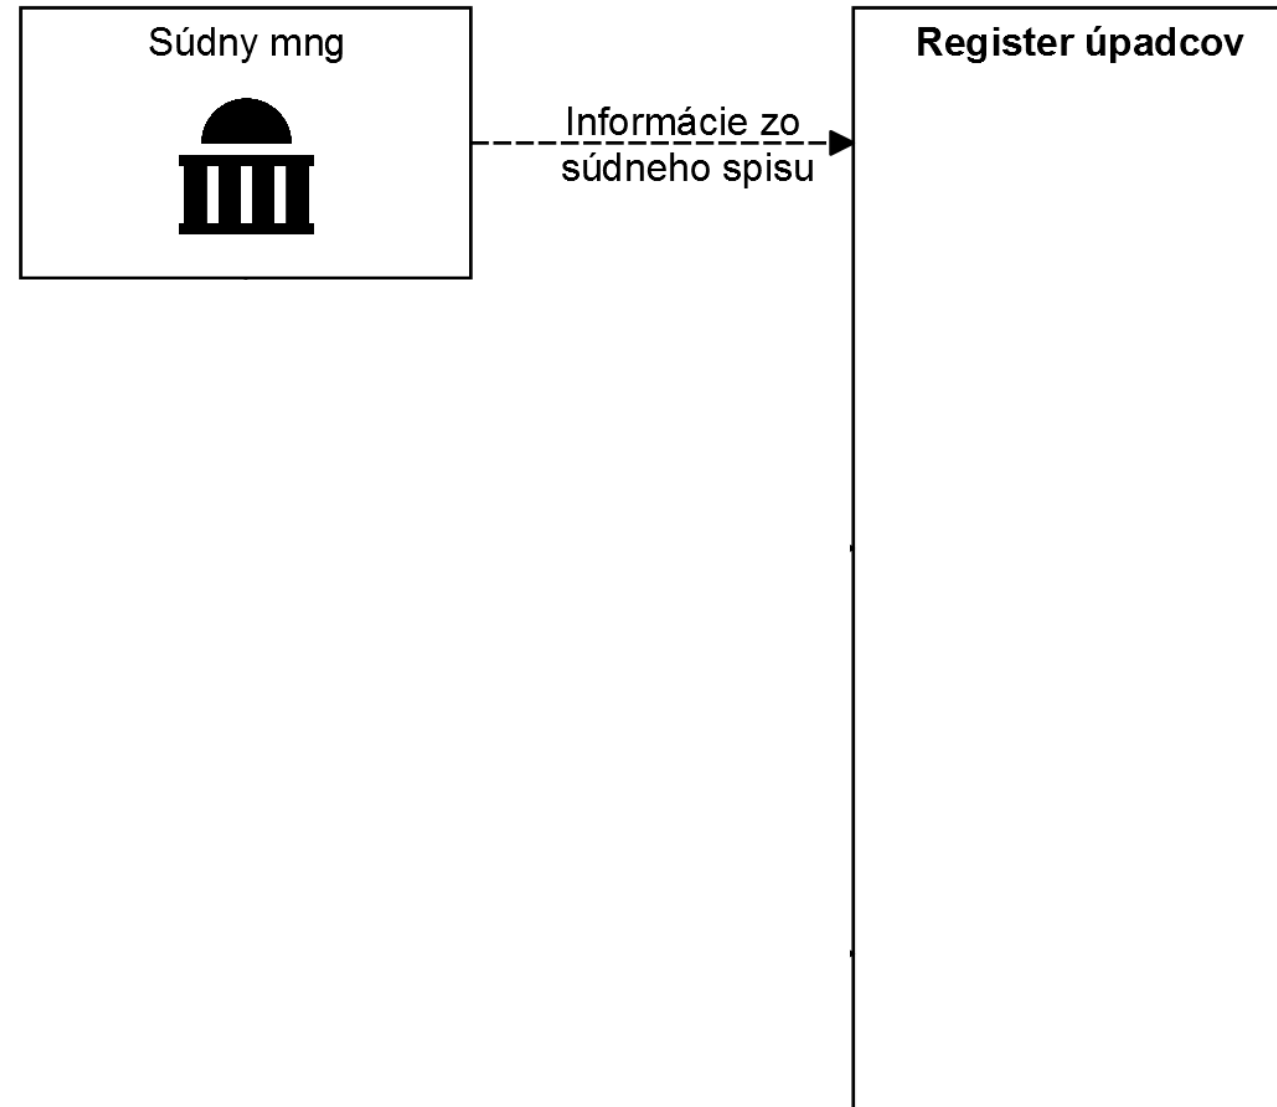 Súdny mng
Register úpadcov
Informácie zo
súdneho spisu